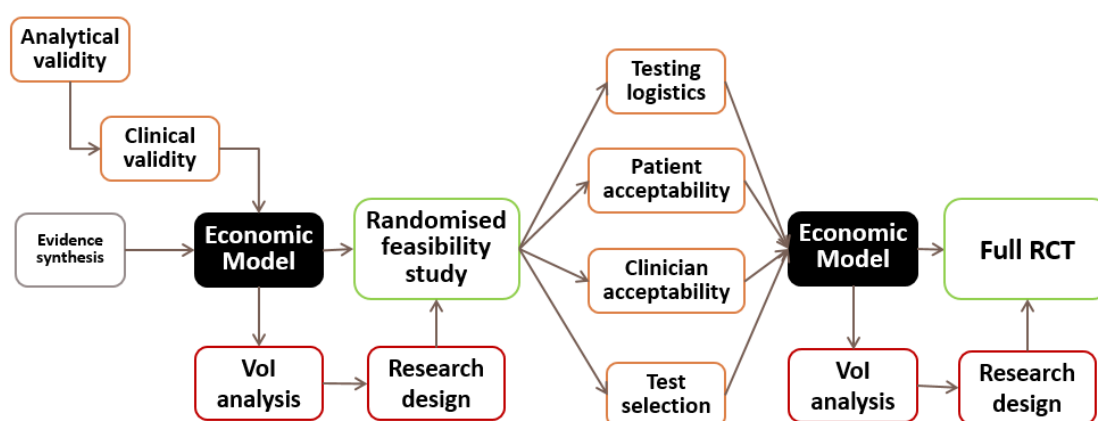 Analytical
validity
Clinical
validity
Evidence
synthesis
Economic
Model
VoI
analysis
Research
design
Randomised
feasibility
study
Testing
logistics
Patient
acceptability
Clinician
acceptability
Test
selection
Economic
Model
VoI
analysis
Research
design
Full RCT